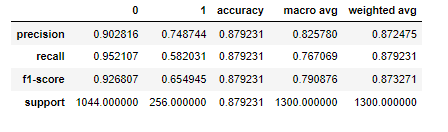 0 1 accuracy macro avg weighted avg
precision 0.902816 0.748744 0.879231 0.825780 0.872475
recall 0.952107 0.582031 0.879231 0.767069 0.879231
f1-score 0.926807 0.654945 0.879231 0.790876 0.873271
support 1044.000000 256.000000 0.879231 1300.000000 1300.000000